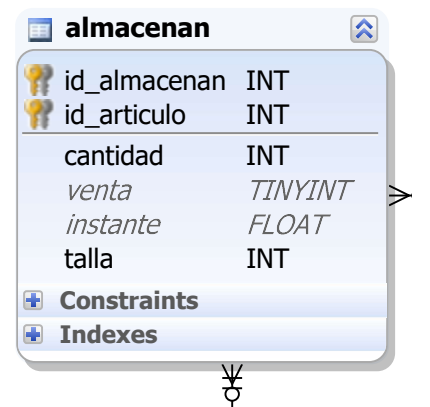 almacenan
id_almacenan INT
id_articulo INT
cantidad INT
venta TINYINT
instante FLOAT
talla INT
Constraints
Indexes